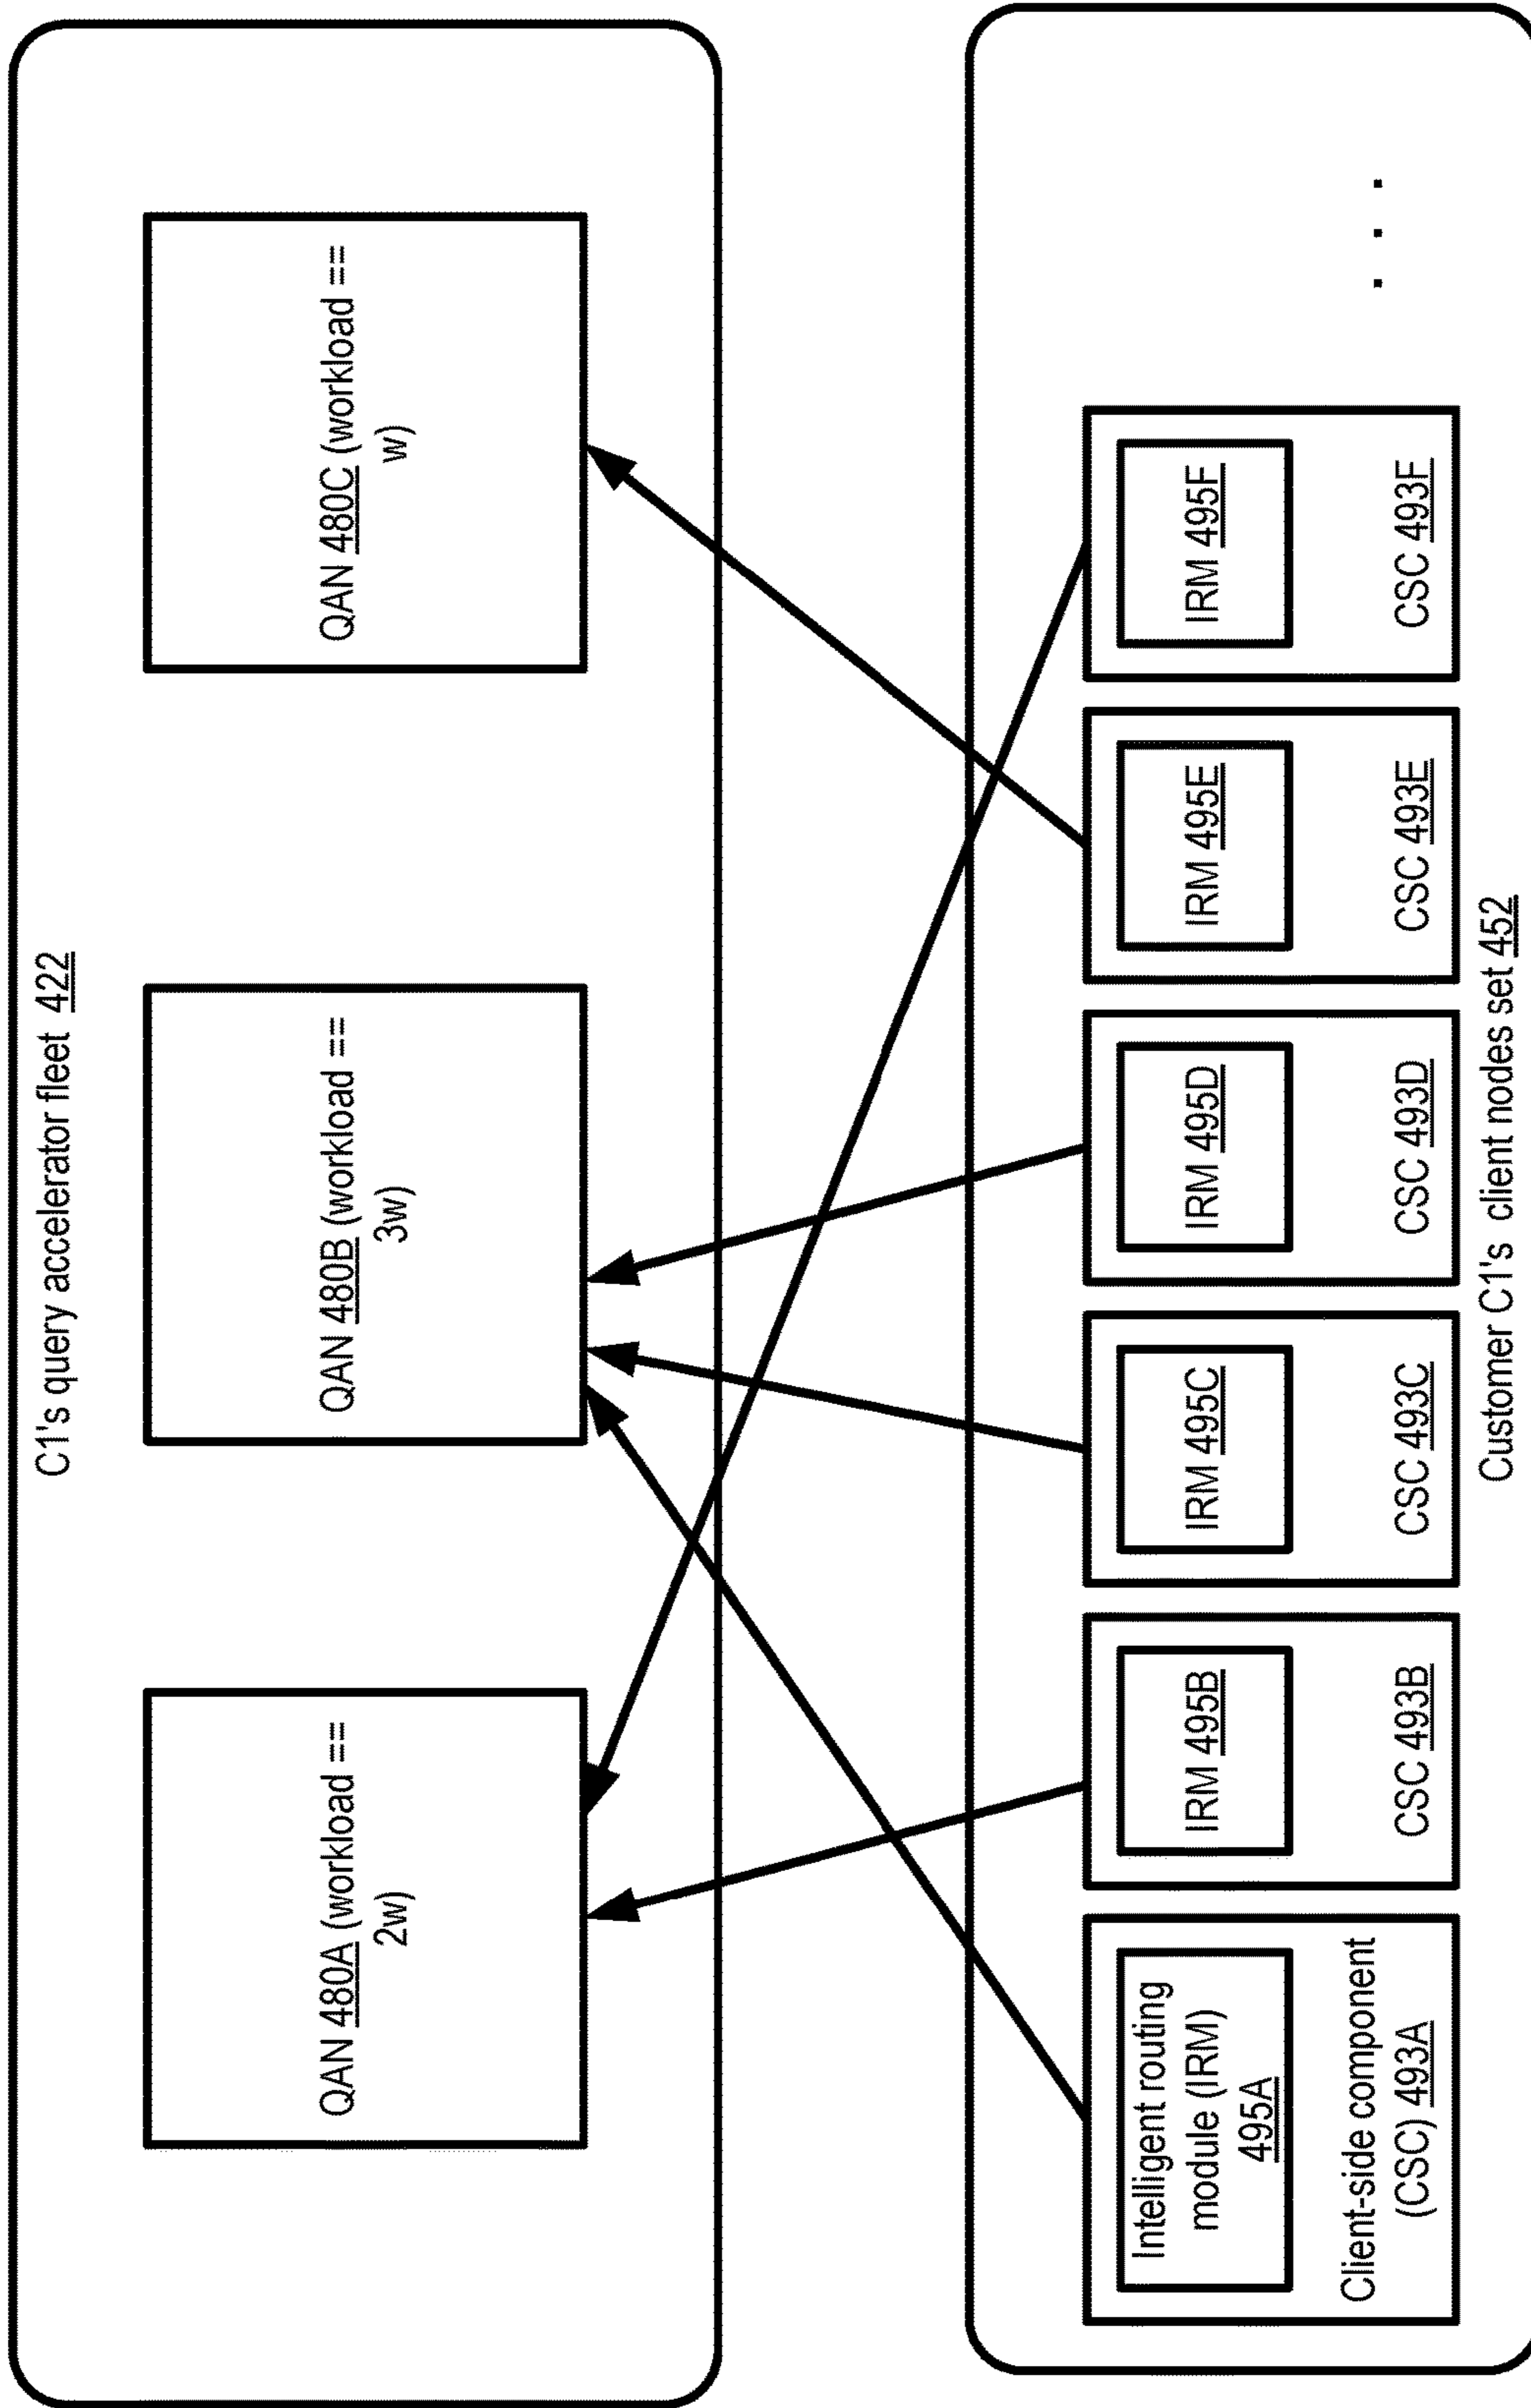 C1's query accelerator fleet 422
QAN 480A (workload ==
2w)
QAN 480B (workload ==
3w)
QAN 480C (workload ==
w)
Intelligent routing
module (IRM)
495A
Client-side component
(CSC) 493A
IRM 495B
CSC 493B
IRM 495C
CSC 493C
IRM 495D
CSC 493D
IRM 495E
CSC 493E
IRM 495F
CSC 493F
. . .
Customer C1's client nodes set 452